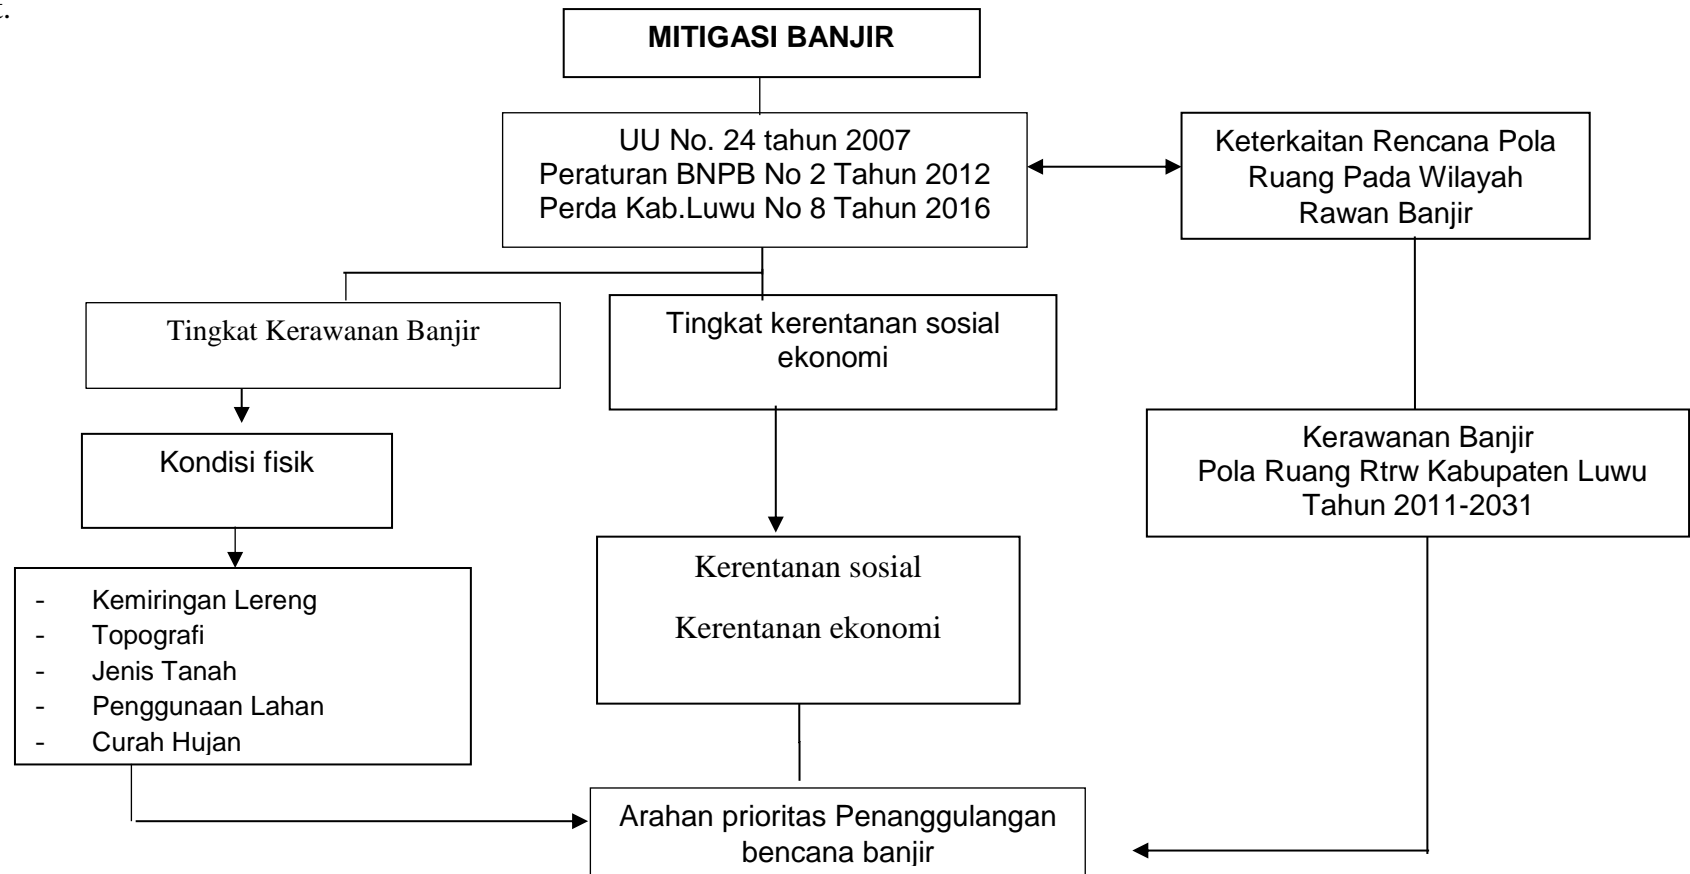 t.
MITIGASI BANJIR
UU No. 24 tahun 2007
Peraturan BNPB No 2 Tahun 2012
Perda Kab.Luwu No 8 Tahun 2016
Keterkaitan Rencana Pola
Ruang Pada Wilayah
Rawan Banjir
Tingkat Kerawanan Banjir
Tingkat kerentanan sosial
ekonomi
Kondisi fisik
Kerawanan Banjir
Pola Ruang Rtrw Kabupaten Luwu
Tahun 2011-2031
- Kemiringan Lereng
- Topografi
- Jenis Tanah
- Penggunaan Lahan
- Curah Hujan
Kerentanan sosial
Kerentanan ekonomi
Arahan prioritas Penanggulangan
bencana banjir